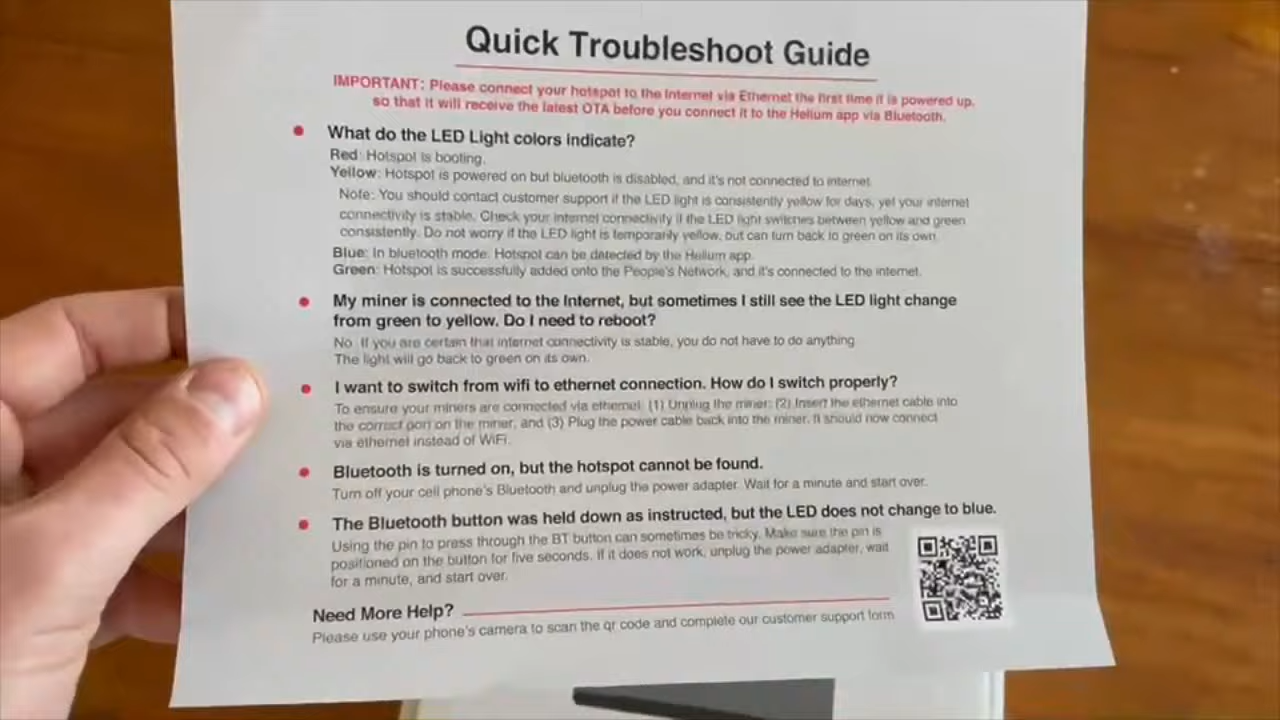 Quick Troubleshoot Guide
IMPORTANT: Please connect your hotspot to the Internet via Ethernet the first time it is powered up,
so that it will receive the latest OTA before you connect it to the Helium app via Bluetooth.
What do the LED Light colors indicate?
Red: Hotspot is booting.
Yellow: Hotspot is powered on but bluetooth is disabled, and it's not connected to internet
Note: You should contact customer support if the LED light is consistently yellow for days, yet your internet
connectivity is stable. Check your internet connectivity if the LED light switches between yellow and green
consistently. Do not worry if the LED light is temporarily yellow, but can turn back to green on its own.
Blue: In bluetooth mode. Hotspot can be detected by the Helium app.
Green: Hotspot is successfully added onto the People's Network, and it's connected to the internet.
My miner is connected to the Internet, but sometimes I still see the LED light change
from green to yellow. Do I need to reboot?
No. If you are certain that internet connectivity is stable, you do not have to do anything.
The light will go back to green on its own.
I want to switch from wifi to ethernet connection. How do I switch properly?
To ensure your miners are connected via ethernet: (1) Unplug the miner; (2) Insert the ethernet cable into
the correct port on the miner, and (3) Plug the power cable back into the miner. It should now connect
via ethernet instead of WiFi.
Bluetooth is turned on, but the hotspot cannot be found.
Turn off your cell phone's Bluetooth and unplug the power adapter. Wait for a minute and start over.
The Bluetooth button was held down as instructed, but the LED does not change to blue.
Using the pin to press through the BT button can sometimes be tricky. Make sure the pin is
positioned on the button for five seconds. If it does not work, unplug the power adapter, wait
for a minute, and start over.
Need More Help?
Please use your phone's camera to scan the qr code and complete our customer support form